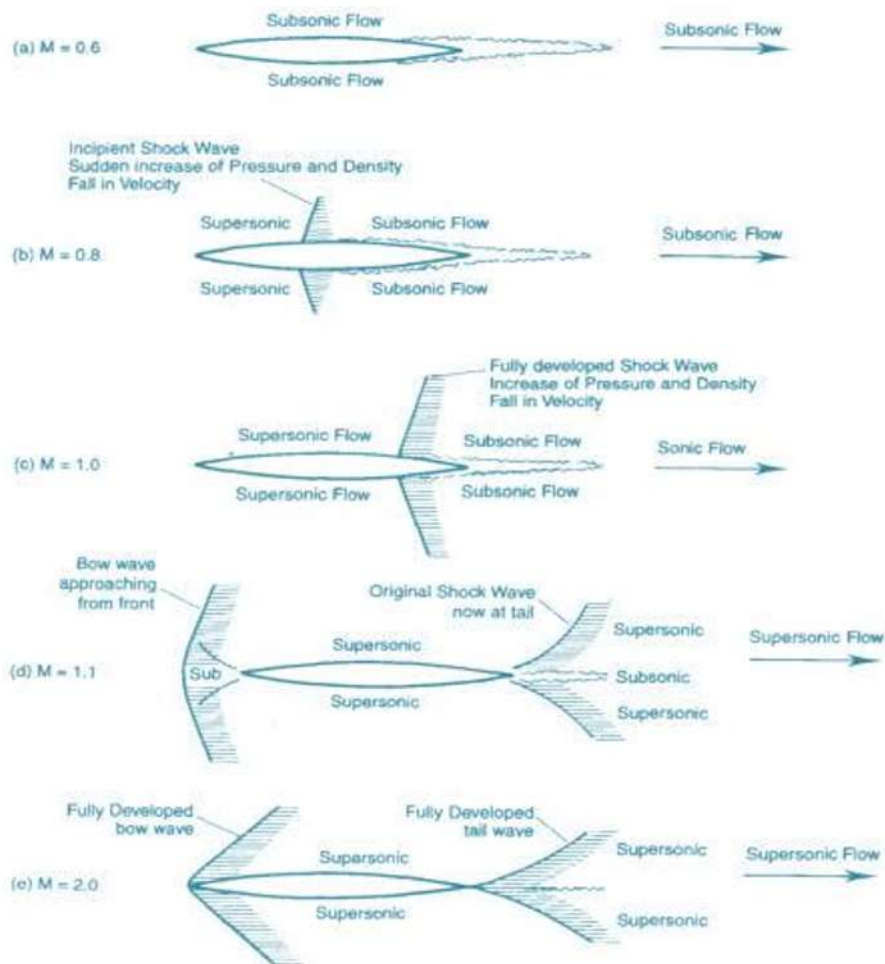 Subsonic Flow
(a) M = 0.6
Subsonic Flow
Subsonic Flow
Incipient Shock Wave
Sudden increase of Pressure and Density
Fall in Velocity
Supersonic
Subsonic Flow
(b) M = 0.8
Subsonic Flow
Supersonic
Subsonic Flow
Fully developed Shock Wave
Increase of Pressure and Density
Fall in Velocity
Supersonic Flow
Subsonic Flow
(c) M = 1.0
Sonic Flow
Supersonic Flow
Subsonic Flow
Bow wave
approaching
from front
Original Shock Wave
now at tail
Supersonic
Supersonic
Supersonic Flow
(d) M = 1.1
Sub
Subsonic
Supersonic
Supersonic
Fully Developed
bow wave
Fully Developed
tail wave
Supersonic
Supersonic
Supersonic Flow
(e) M = 2.0
Supersonic
Supersonic